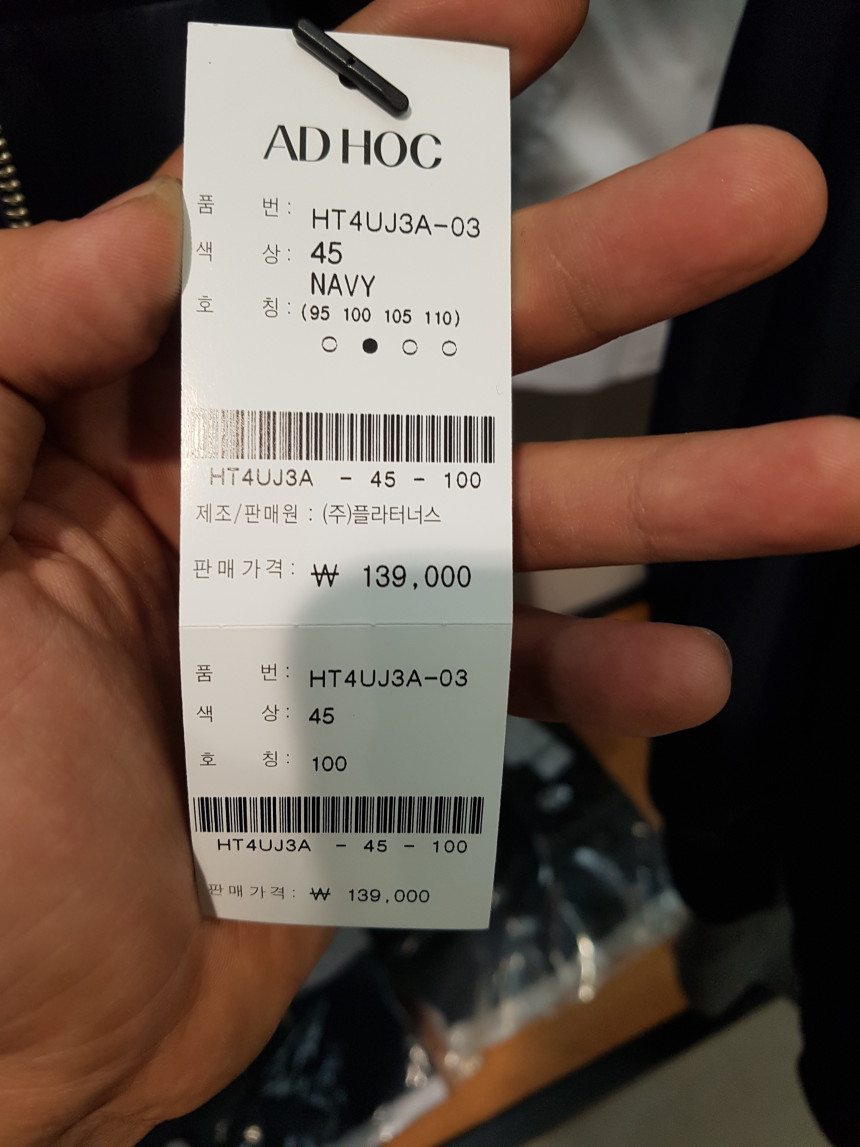 AD HOC
품 번 : HT4UJ3A-03
색 상 : 45
NAVY
호 칭 : (95 100 105 110)
HT4UJ3A - 45 - 100
제조/판매원 : (주)플라터너스
판매가격 : ₩ 139,000
품 번 : HT4UJ3A-03
색 상 : 45
호 칭 : 100
HT4UJ3A - 45 - 100
판매가격 : ₩ 139,000